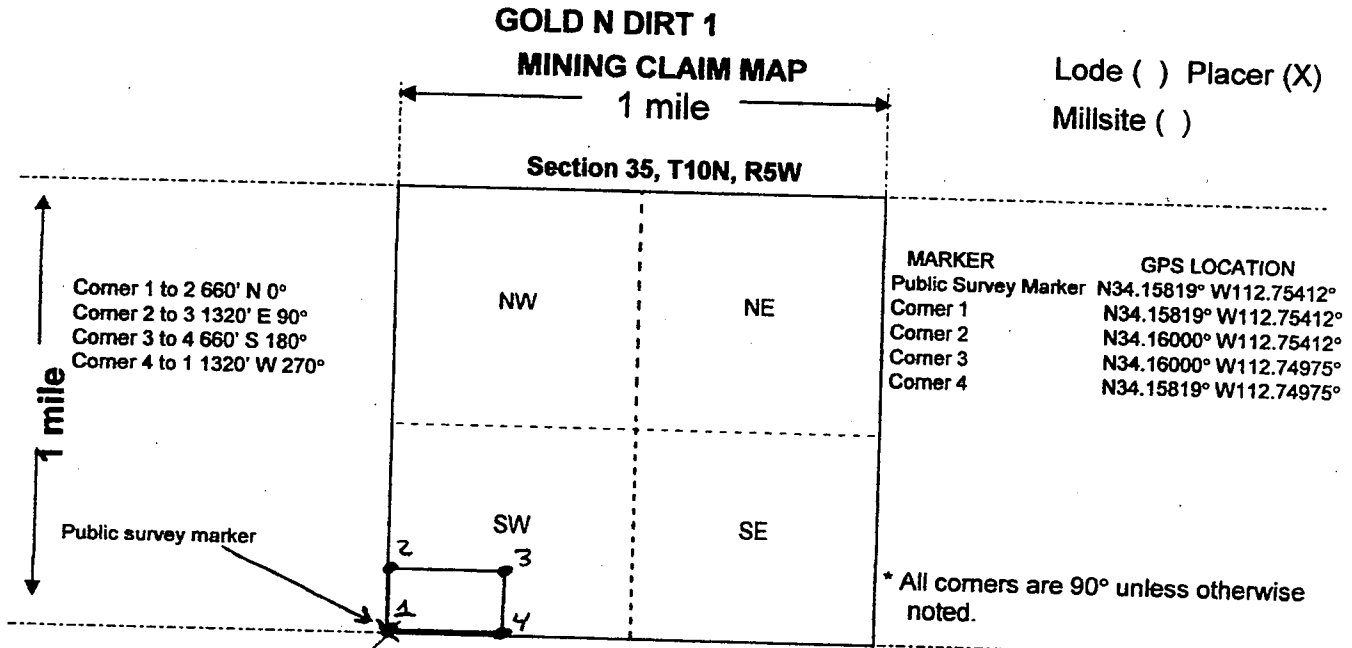 GOLD N DIRT 1
MINING CLAIM MAP
Lode ( ) Placer (X)
Millsite ( )
1 mile
Section 35, T10N, R5W
1 mile
Corner 1 to 2 660' N 0°
Corner 2 to 3 1320' E 90°
Corner 3 to 4 660' S 180°
Corner 4 to 1 1320' W 270°
NW
NE
MARKER GPS LOCATION
Public Survey Marker N34.15819° W112.75412°
Corner 1 N34.15819° W112.75412°
Corner 2 N34.16000° W112.75412°
Corner 3 N34.16000° W112.74975°
Corner 4 N34.15819° W112.74975°
Public survey marker
SW
SE
2
3
1
4
* All corners are 90° unless otherwise
noted.